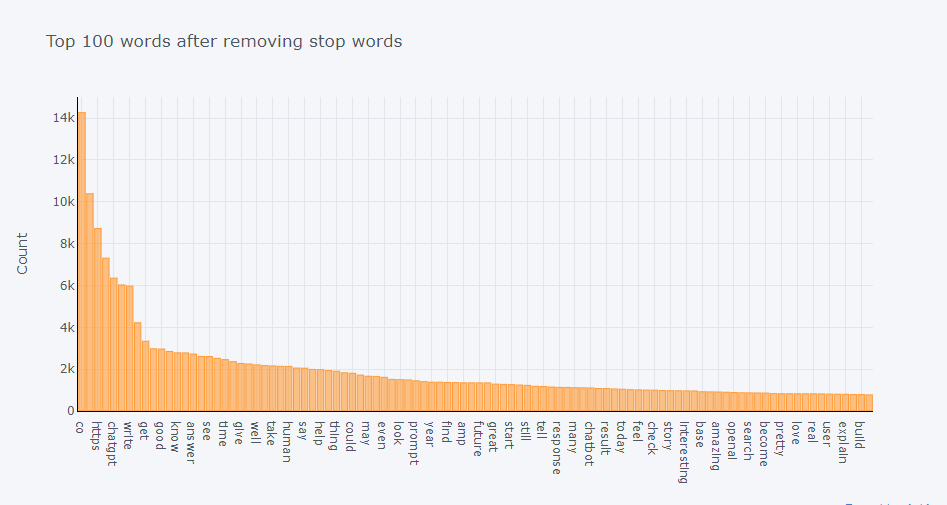 Top 100 words after removing stop words
Count
14k
12k
10k
8k
6k
4k
2k
0
co
https
chatgpt
write
get
good
know
answer
see
time
give
well
take
human
say
help
thing
could
may
even
look
prompt
year
find
amp
future
great
start
still
tell
response
many
chatbot
result
today
feel
check
story
interesting
base
amazing
openai
search
become
pretty
love
real
user
explain
build